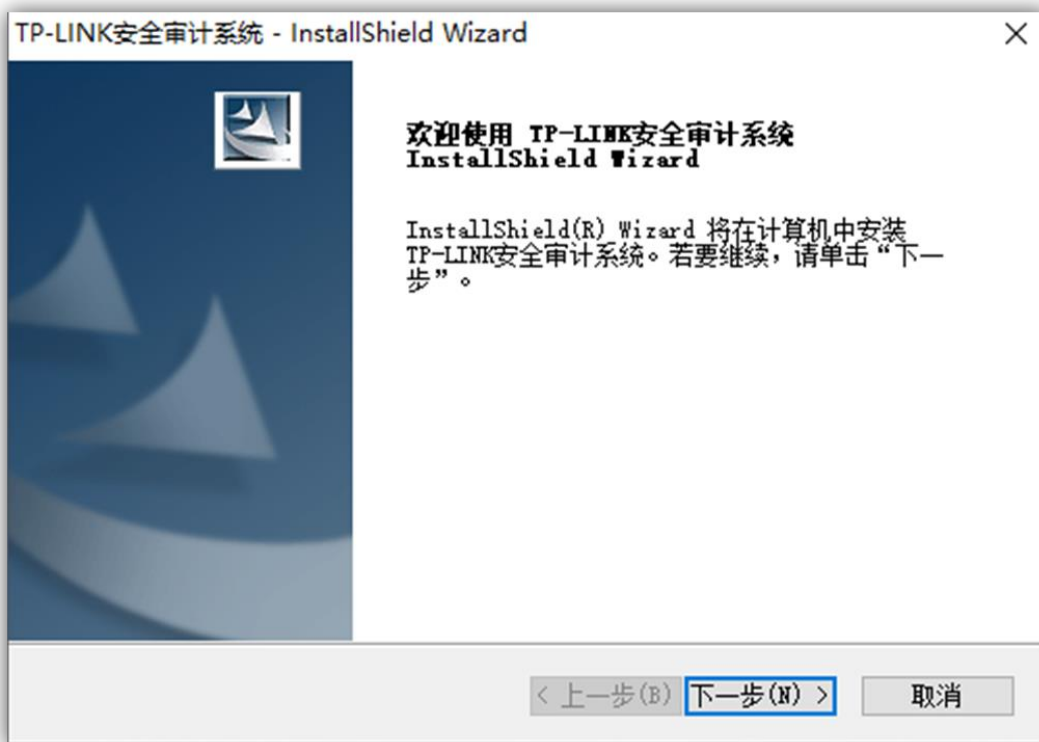 TP-LINK安全审计系统 - InstallShield Wizard
欢迎使用 TP-LINK安全审计系统
InstallShield Wizard
InstallShield(R) Wizard 将在计算机中安装
TP-LINK安全审计系统。若要继续，请单击“下一
步”。
< 上一步(B) 下一步(N) > 取消